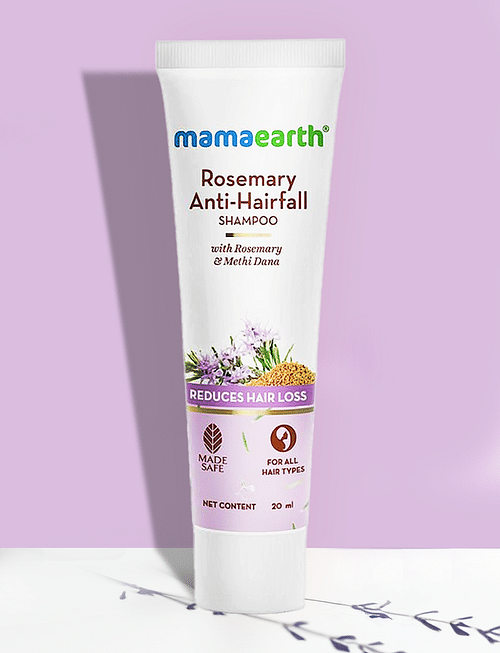 mamaearth®
Rosemary
Anti-Hairfall
SHAMPOO
with Rosemary
& Methi Dana
REDUCES HAIR LOSS
MADE
SAFE
FOR ALL
HAIR TYPES
NET CONTENT 20 ml